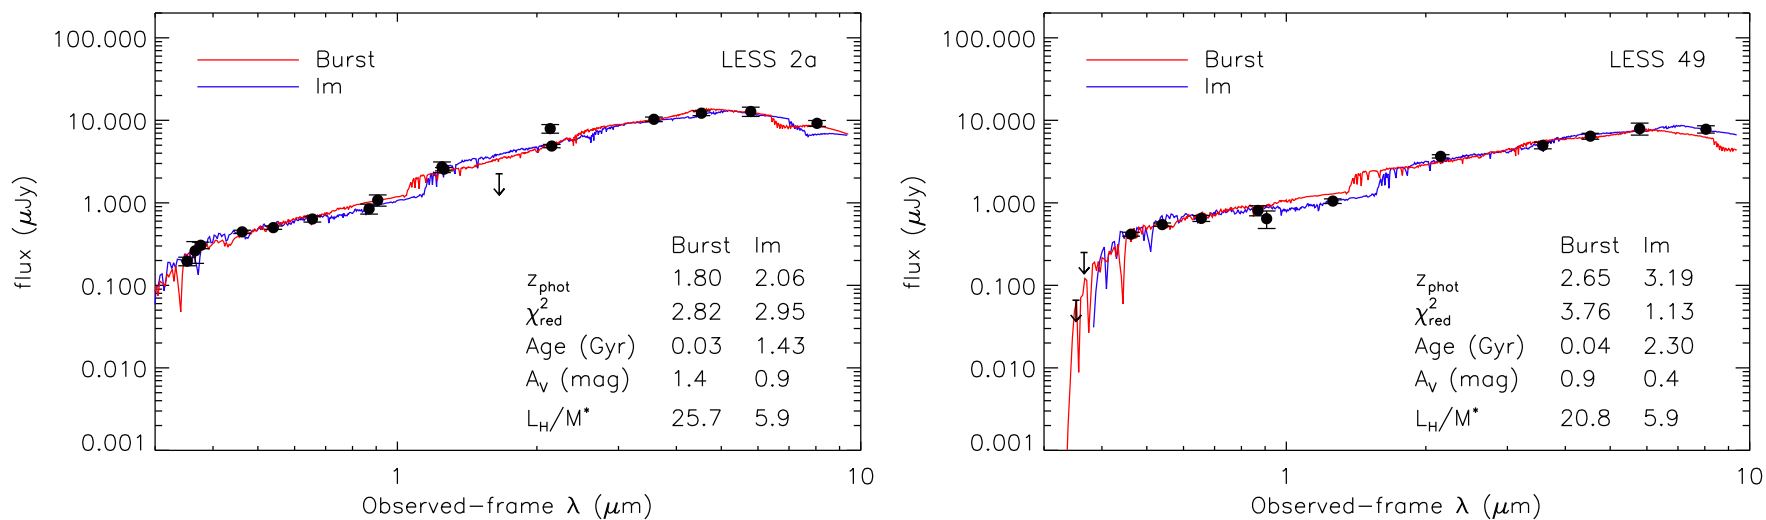 100.000
10.000
1.000
0.100
0.010
0.001
flux (μJy)
Burst
Im
LESS 2a
Burst Im
z_phot 1.80 2.06
χ²_red 2.82 2.95
Age (Gyr) 0.03 1.43
A_V (mag) 1.4 0.9
L_H/M* 25.7 5.9
1 10
Observed-frame λ (μm)
100.000
10.000
1.000
0.100
0.010
0.001
flux (μJy)
Burst
Im
LESS 49
Burst Im
z_phot 2.65 3.19
χ²_red 3.76 1.13
Age (Gyr) 0.04 2.30
A_V (mag) 0.9 0.4
L_H/M* 20.8 5.9
1 10
Observed-frame λ (μm)